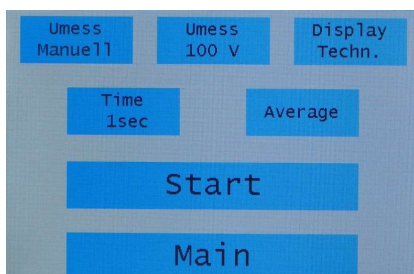 Umess
Manuell
Umess
100 V
Display
Techn.
Time
1sec
Average
Start
Main